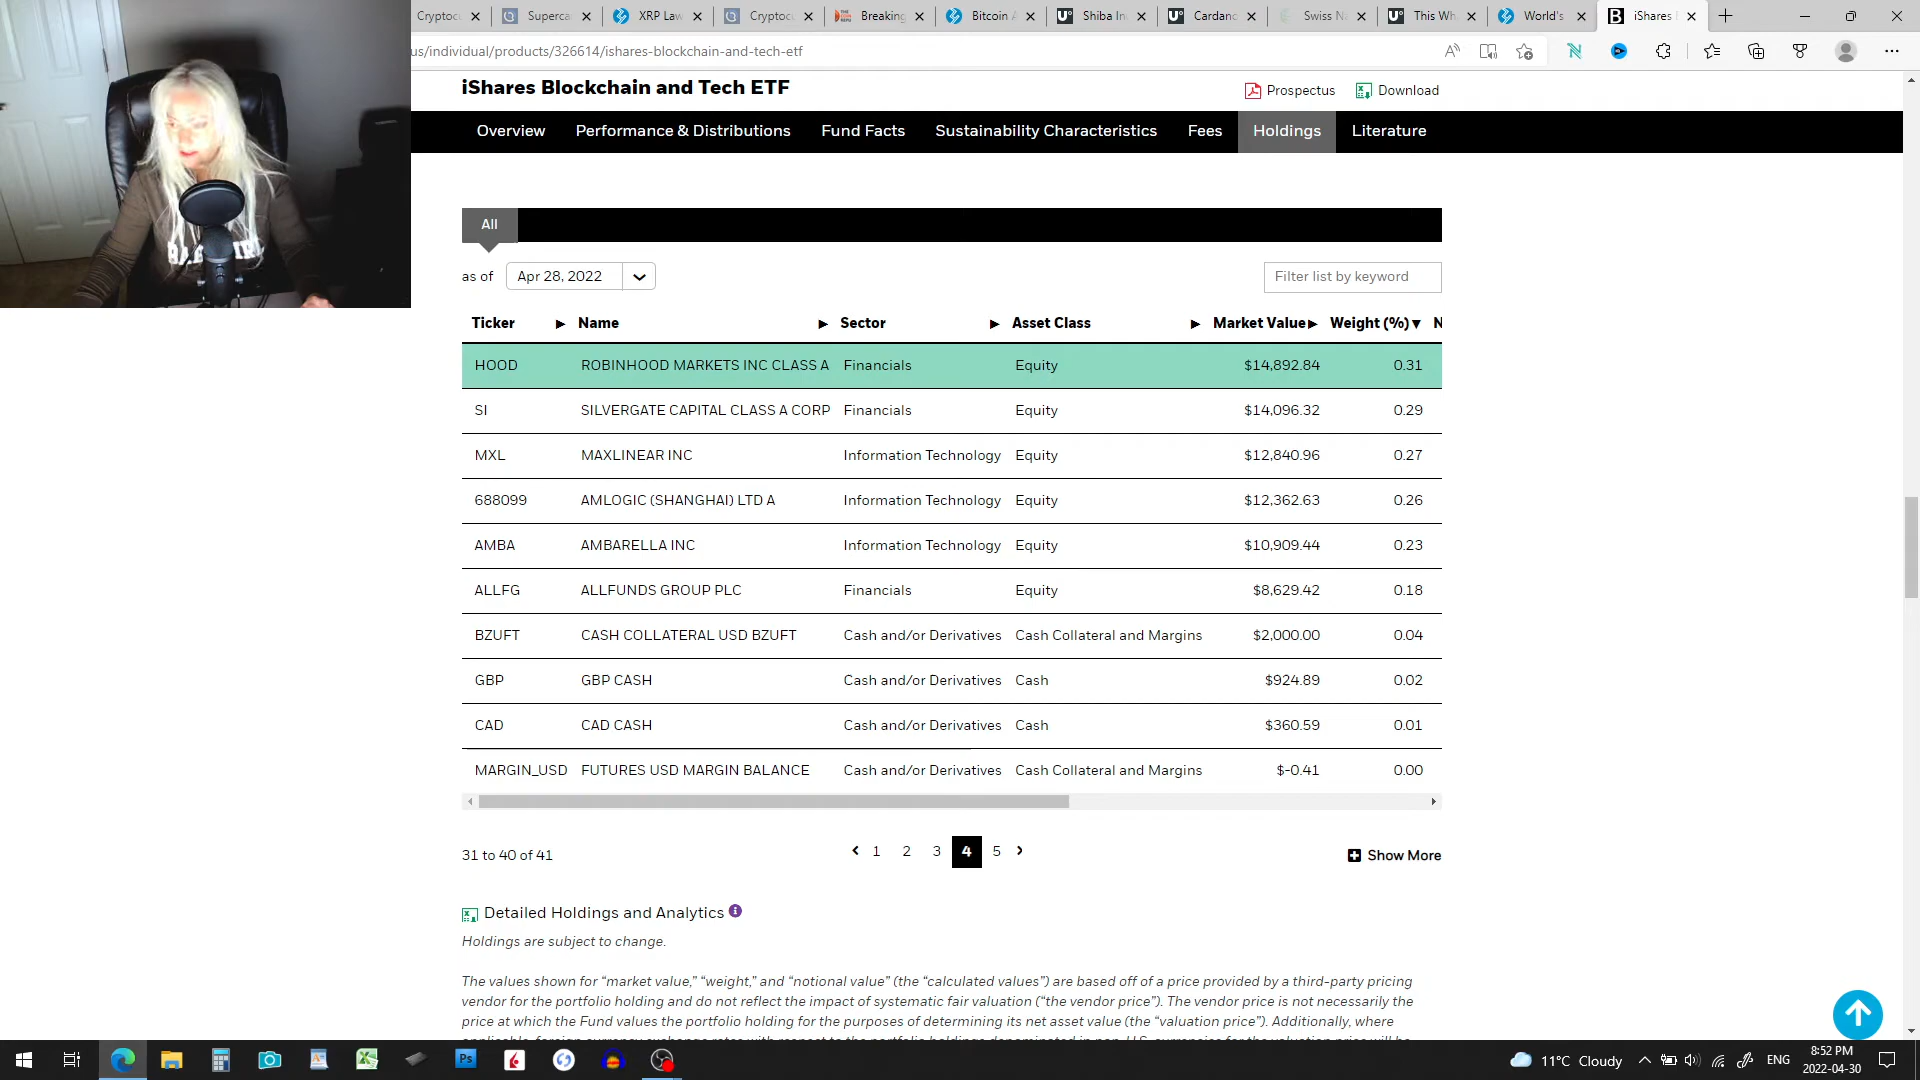 Cryptoc
Superca
XRP Law
Cryptoc
Breaking
Bitcoin A
Shiba In
Cardano
Swiss Na
This Wh
World's
iShares
us/individual/products/326614/ishares-blockchain-and-tech-etf
iShares Blockchain and Tech ETF
Prospectus
Download
Overview
Performance & Distributions
Fund Facts
Sustainability Characteristics
Fees
Holdings
Literature
All
as of
Apr 28, 2022
Filter list by keyword
Ticker Name Sector Asset Class Market Value Weight (%) N
HOOD ROBINHOOD MARKETS INC CLASS A Financials Equity $14,892.84 0.31
SI SILVERGATE CAPITAL CLASS A CORP Financials Equity $14,096.32 0.29
MXL MAXLINEAR INC Information Technology Equity $12,840.96 0.27
688099 AMLOGIC (SHANGHAI) LTD A Information Technology Equity $12,362.63 0.26
AMBA AMBARELLA INC Information Technology Equity $10,909.44 0.23
ALLFG ALLFUNDS GROUP PLC Financials Equity $8,629.42 0.18
BZUFT CASH COLLATERAL USD BZUFT Cash and/or Derivatives Cash Collateral and Margins $2,000.00 0.04
GBP GBP CASH Cash and/or Derivatives Cash $924.89 0.02
CAD CAD CASH Cash and/or Derivatives Cash $360.59 0.01
MARGIN_USD FUTURES USD MARGIN BALANCE Cash and/or Derivatives Cash Collateral and Margins $-0.41 0.00
31 to 40 of 41
1 2 3 4 5
Show More
Detailed Holdings and Analytics
Holdings are subject to change.
The values shown for “market value,” “weight,” and “notional value” (the “calculated values”) are based off of a price provided by a third-party pricing
vendor for the portfolio holding and do not reflect the impact of systematic fair valuation (“the vendor price”). The vendor price is not necessarily the
price at which the Fund values the portfolio holding for the purposes of determining its net asset value (the “valuation price”). Additionally, where
Ps
11°C Cloudy
ENG
8:52 PM
2022-04-30